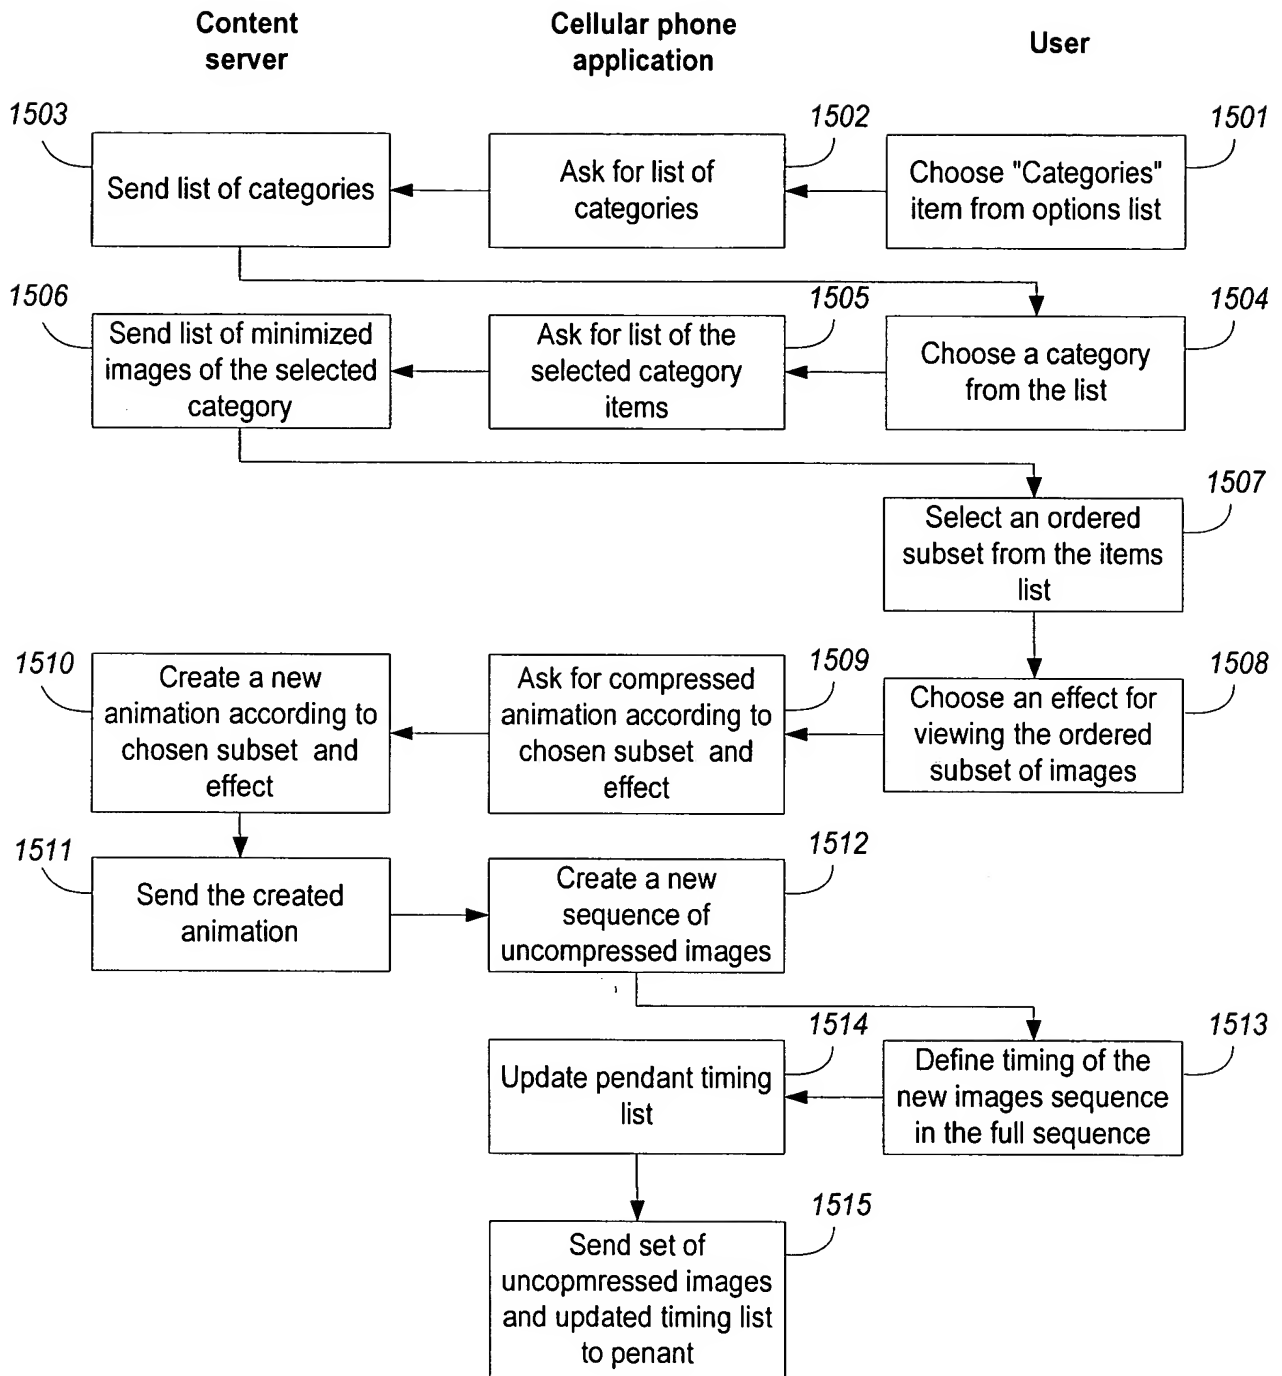 Content
server
Cellular phone
application
User
1503
Send list of categories
1502
Ask for list of
categories
1501
Choose "Categories"
item from options list
1506
Send list of minimized
images of the selected
category
1505
Ask for list of the
selected category
items
1504
Choose a category
from the list
1507
Select an ordered
subset from the items
list
1510
Create a new
animation according to
chosen subset and
effect
1509
Ask for compressed
animation according to
chosen subset and
effect
1508
Choose an effect for
viewing the ordered
subset of images
1511
Send the created
animation
1512
Create a new
sequence of
uncompressed images
1514
Update pendant timing
list
1513
Define timing of the
new images sequence
in the full sequence
1515
Send set of
uncopmressed images
and updated timing list
to penant